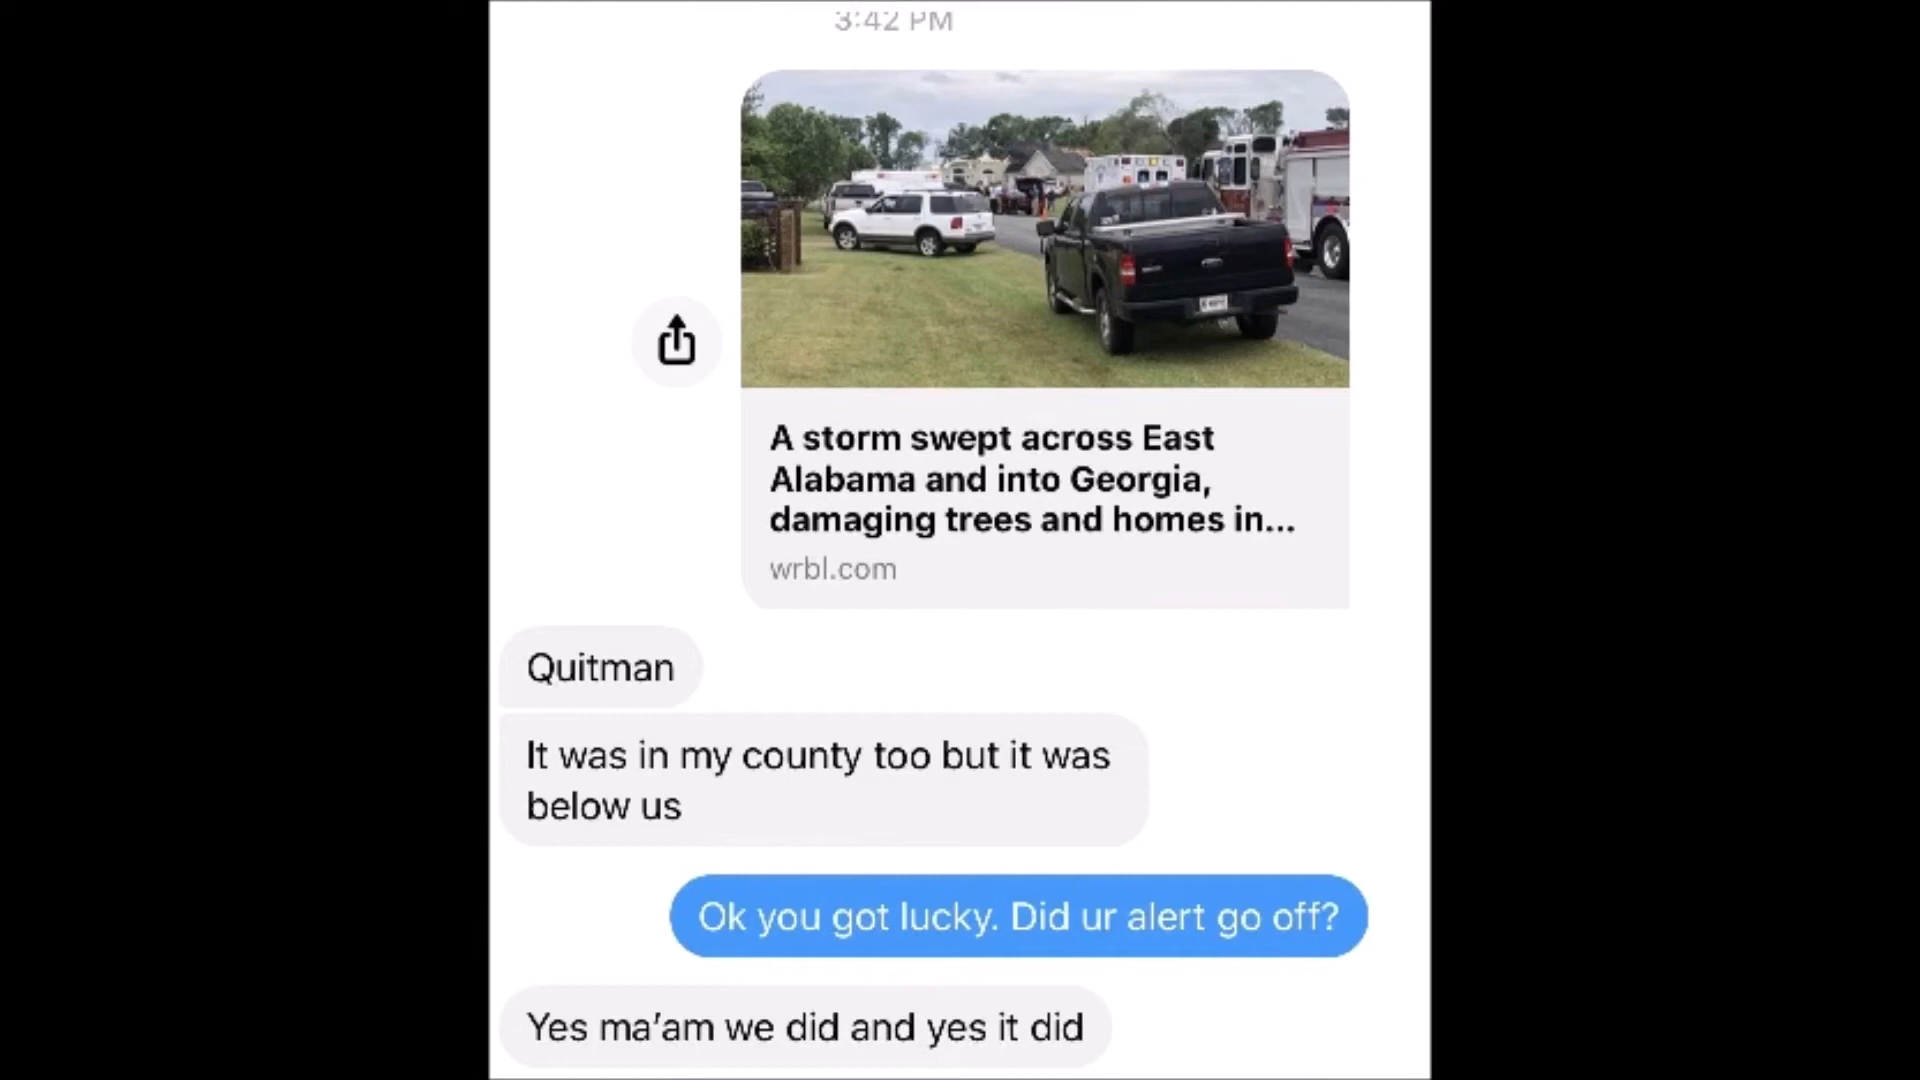 3:42 PM
A storm swept across East
Alabama and into Georgia,
damaging trees and homes in...
wrbl.com
Quitman
It was in my county too but it was
below us
Ok you got lucky. Did ur alert go off?
Yes ma’am we did and yes it did